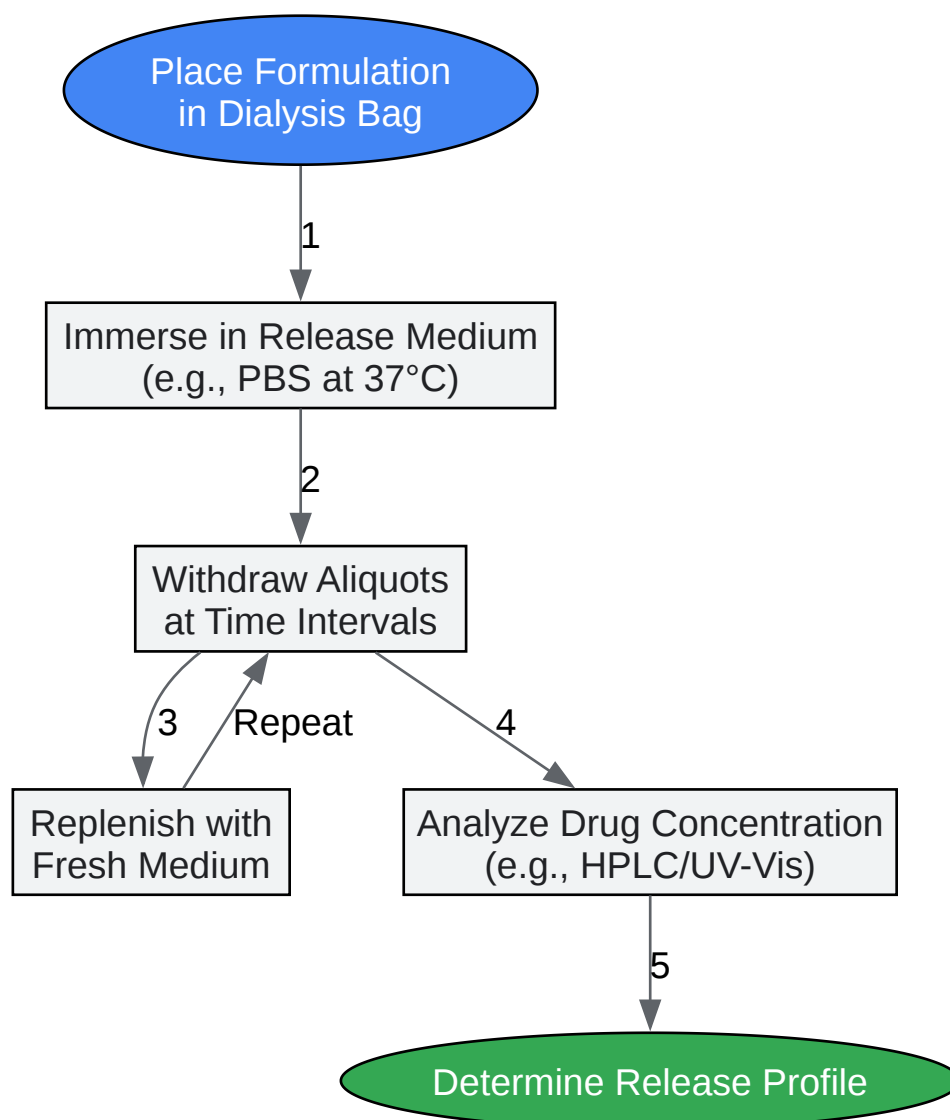 Place Formulation
in Dialysis Bag
1
Immerse in Release Medium
(e.g., PBS at 37°C)
2
Withdraw Aliquots
at Time Intervals
3
Repeat
4
Replenish with
Fresh Medium
Analyze Drug Concentration
(e.g., HPLC/UV-Vis)
5
Determine Release Profile